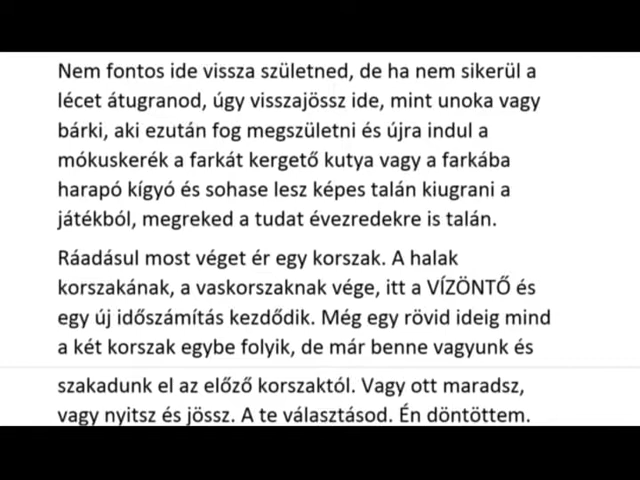 Nem fontos ide vissza születned, de ha nem sikerül a
lécet átugranod, úgy visszajössz ide, mint unoka vagy
bárki, aki ezután fog megszületni és újra indul a
mókuskerék a farkát kergető kutya vagy a farkába
harapó kígyó és sohase lesz képes talán kiugrani a
játékból, megreked a tudat évezredekre is talán.
Ráadásul most véget ér egy korszak. A halak
korszakának, a vaskorszaknak vége, itt a VÍZÖNTŐ és
egy új időszámítás kezdődik. Még egy rövid ideig mind
a két korszak egybe folyik, de már benne vagyunk és
szakadunk el az előző korszaktól. Vagy ott maradsz,
vagy nyitsz és jössz. A te választásod. Én döntöttem.